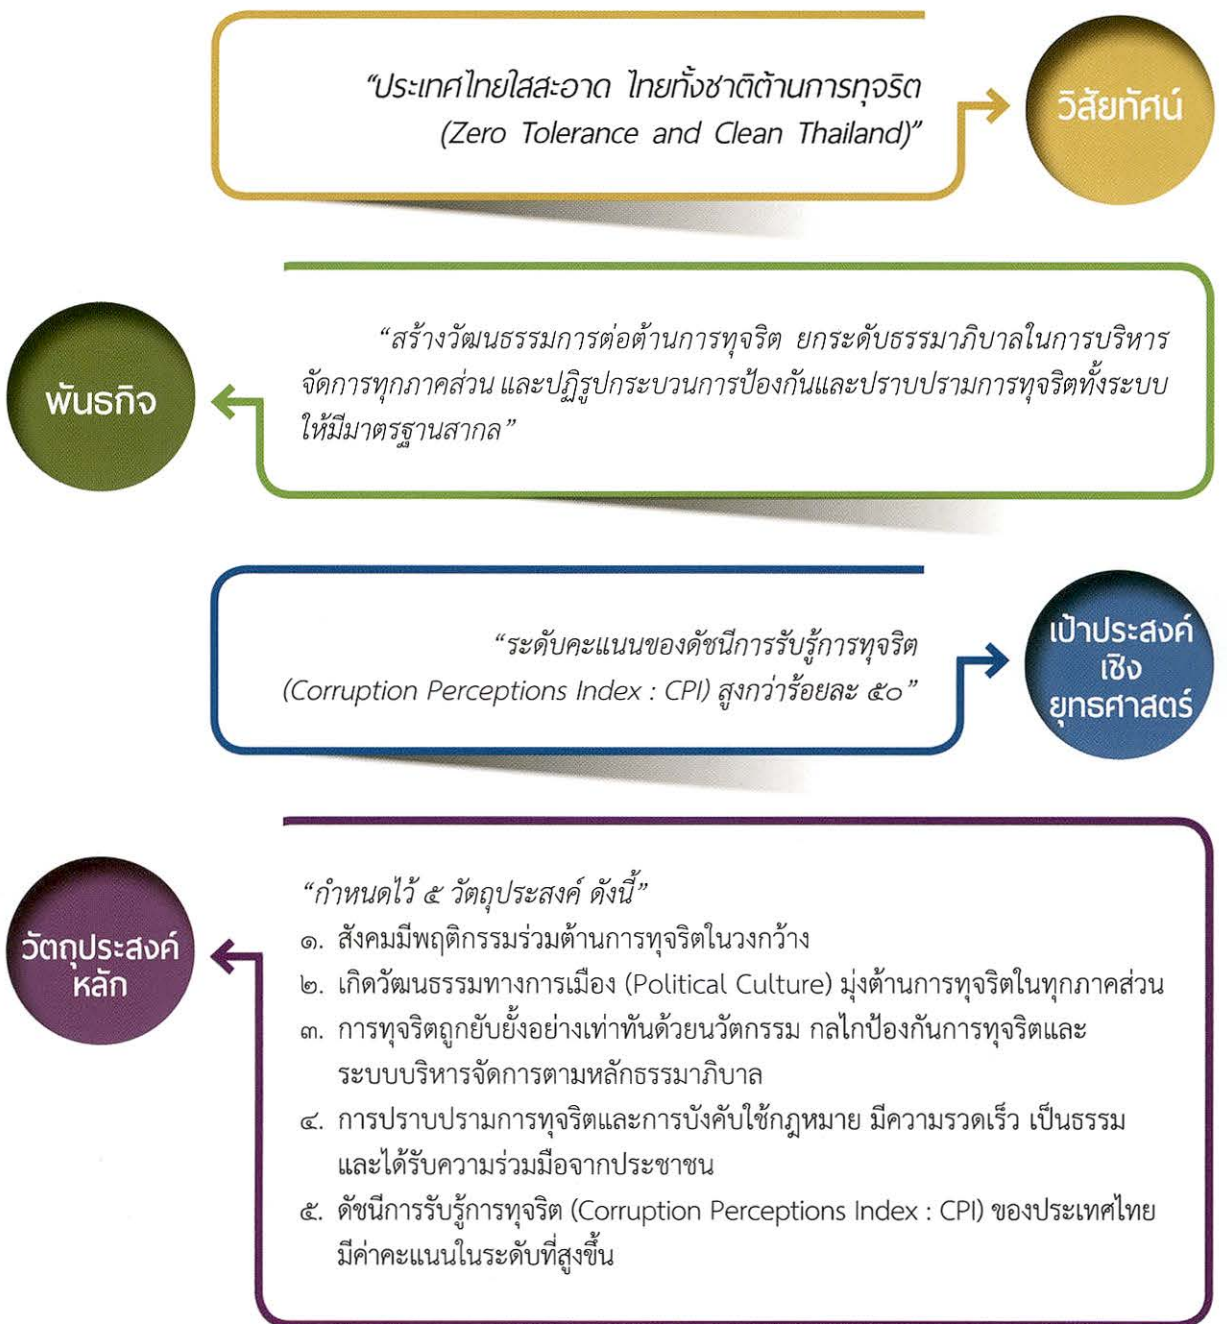 "ประเทศไทยใสสะอาด ไทยทั้งชาติต้านการทุจริต
(Zero Tolerance and Clean Thailand)"
วิสัยทัศน์
พันธกิจ
"สร้างวัฒนธรรมการต่อต้านการทุจริต ยกระดับธรรมาภิบาลในการบริหาร
จัดการทุกภาคส่วน และปฏิรูปกระบวนการป้องกันและปราบปรามการทุจริตทั้งระบบ
ให้มีมาตรฐานสากล"
"ระดับคะแนนของดัชนีการรับรู้การทุจริต
(Corruption Perceptions Index : CPI) สูงกว่าร้อยละ ๕๐"
เป้าประสงค์
เชิง
ยุทธศาสตร์
วัตถุประสงค์
หลัก
"กำหนดไว้ ๕ วัตถุประสงค์ ดังนี้"
๑. สังคมมีพฤติกรรมร่วมต้านการทุจริตในวงกว้าง
๒. เกิดวัฒนธรรมทางการเมือง (Political Culture) มุ่งต้านการทุจริตในทุกภาคส่วน
๓. การทุจริตถูกยับยั้งอย่างเท่าทันด้วยนวัตกรรม กลไกป้องกันการทุจริตและ
ระบบบริหารจัดการตามหลักธรรมาภิบาล
๔. การปราบปรามการทุจริตและการบังคับใช้กฎหมาย มีความรวดเร็ว เป็นธรรม
และได้รับความร่วมมือจากประชาชน
๕. ดัชนีการรับรู้การทุจริต (Corruption Perceptions Index : CPI) ของประเทศไทย
มีค่าคะแนนในระดับที่สูงขึ้น